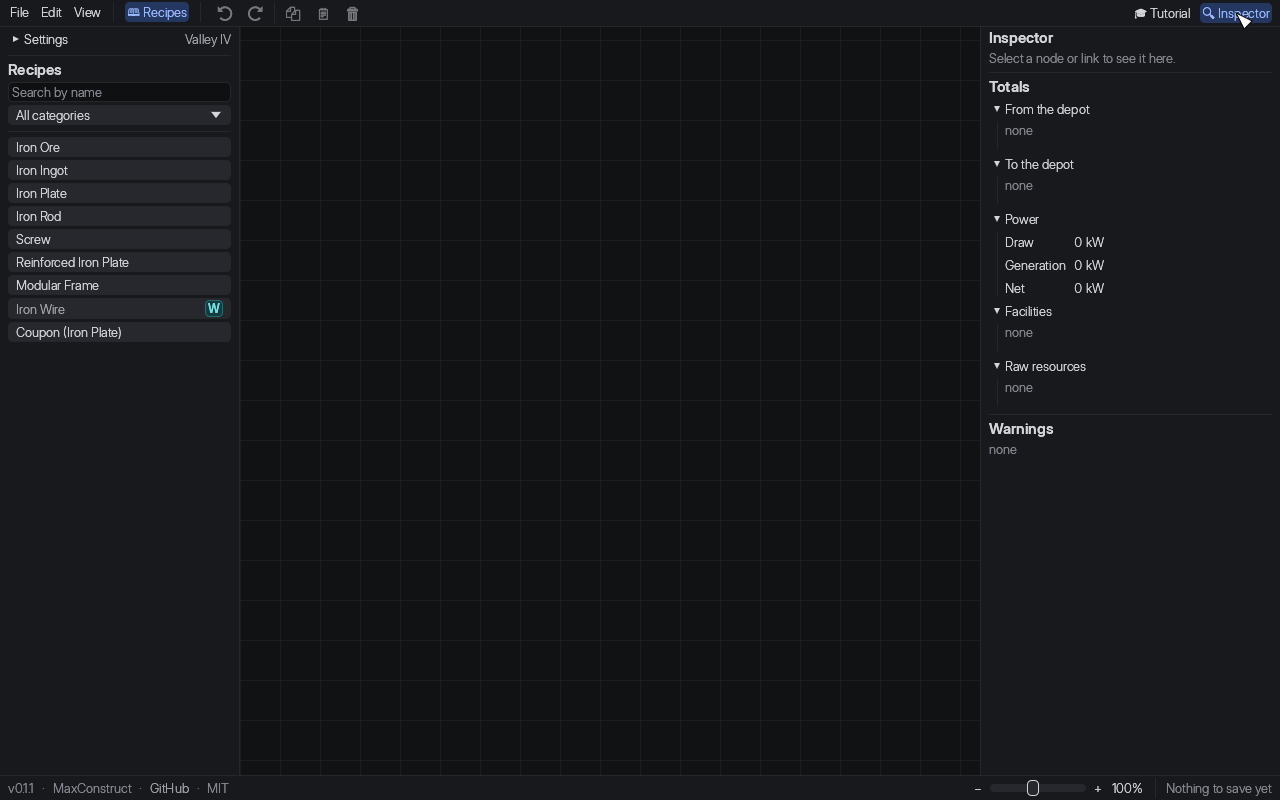 File Edit View Recipes Tutorial Inspector
Settings Valley IV
Recipes
Search by name
All categories
Iron Ore
Iron Ingot
Iron Plate
Iron Rod
Screw
Reinforced Iron Plate
Modular Frame
Iron Wire W
Coupon (Iron Plate)
Inspector
Select a node or link to see it here.
Totals
From the depot
none
To the depot
none
Power
Draw 0 kW
Generation 0 kW
Net 0 kW
Facilities
none
Raw resources
none
Warnings
none
v0.1.1 · MaxConstruct · GitHub · MIT
− + 100% Nothing to save yet